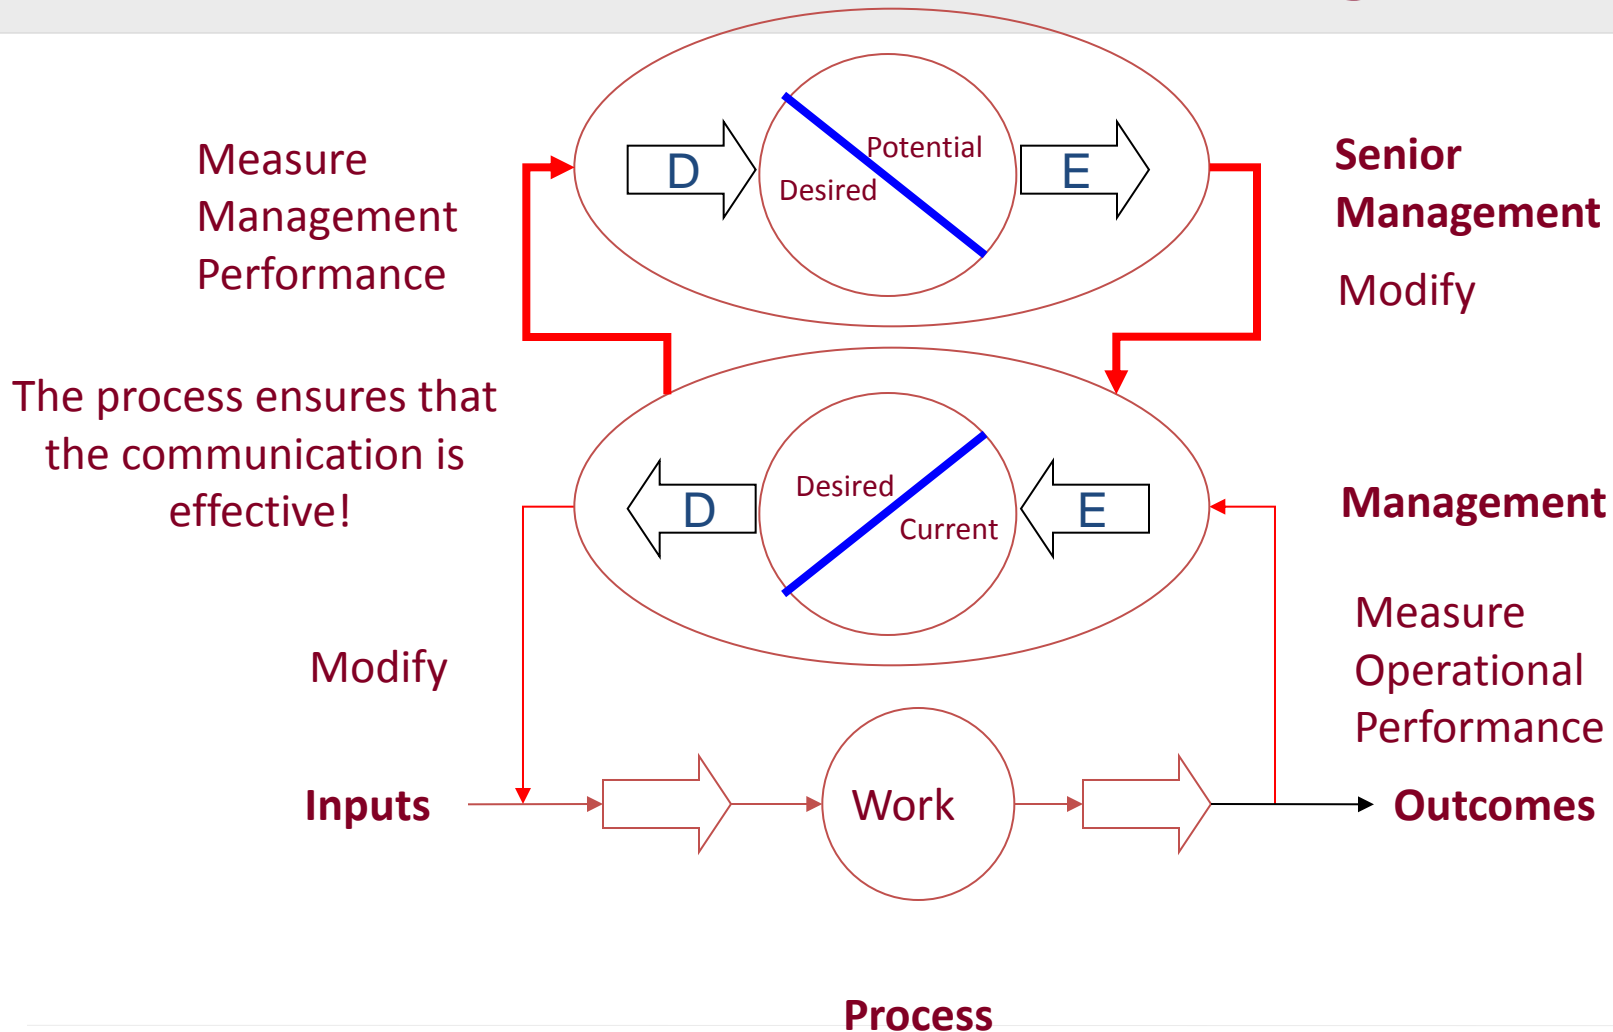 Measure
Management
Performance
D
Potential
Desired
E
Senior
Management
Modify
The process ensures that
the communication is
effective!
D
Desired
Current
E
Management
Modify
Measure
Operational
Performance
Inputs
Work
Outcomes
Process